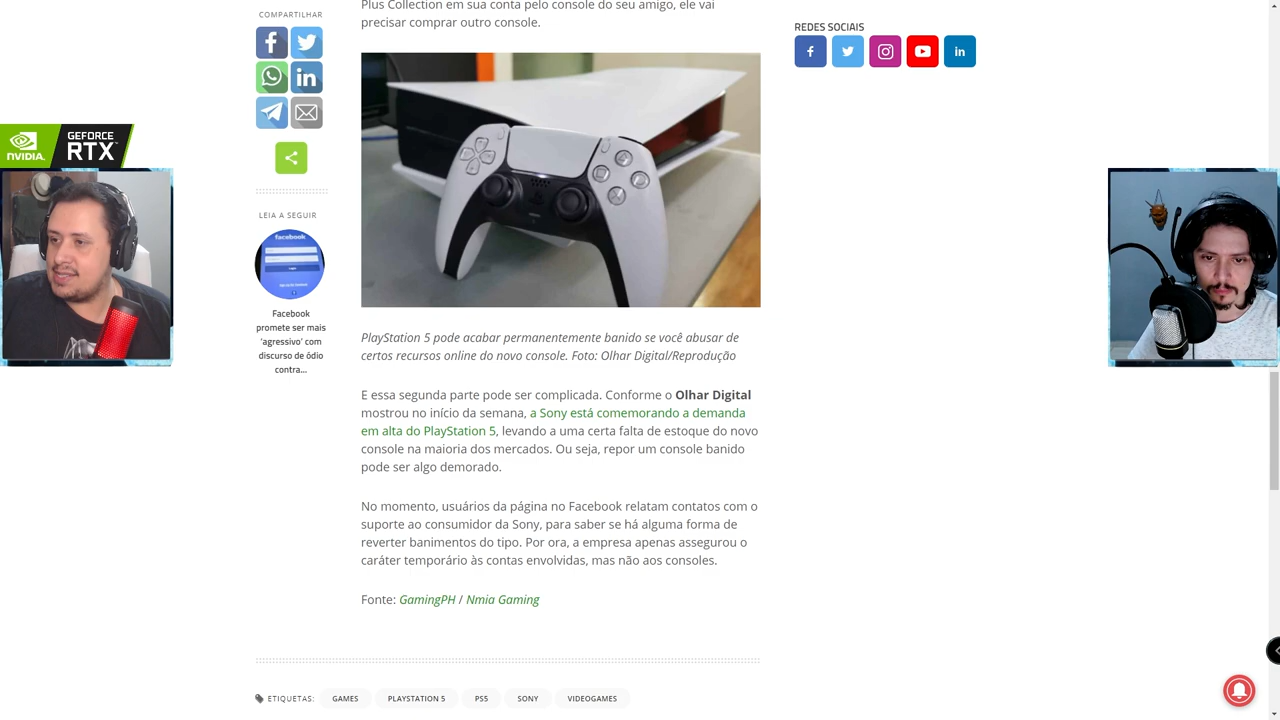 COMPARTILHAR
Plus Collection em sua conta pelo console do seu amigo, ele vai
precisar comprar outro console.
REDES SOCIAIS
NVIDIA.
GEFORCE
RTX
LEIA A SEGUIR
facebook
Facebook
promete ser mais
‘agressivo’ com
discurso de ódio
contra...
PlayStation 5 pode acabar permanentemente banido se você abusar de
certos recursos online do novo console. Foto: Olhar Digital/Reprodução
E essa segunda parte pode ser complicada. Conforme o Olhar Digital
mostrou no início da semana, a Sony está comemorando a demanda
em alta do PlayStation 5, levando a uma certa falta de estoque do novo
console na maioria dos mercados. Ou seja, repor um console banido
pode ser algo demorado.
No momento, usuários da página no Facebook relatam contatos com o
suporte ao consumidor da Sony, para saber se há alguma forma de
reverter banimentos do tipo. Por ora, a empresa apenas assegurou o
caráter temporário às contas envolvidas, mas não aos consoles.
Fonte: GamingPH / Nmia Gaming
ETIQUETAS: GAMES PLAYSTATION 5 PS5 SONY VIDEOGAMES